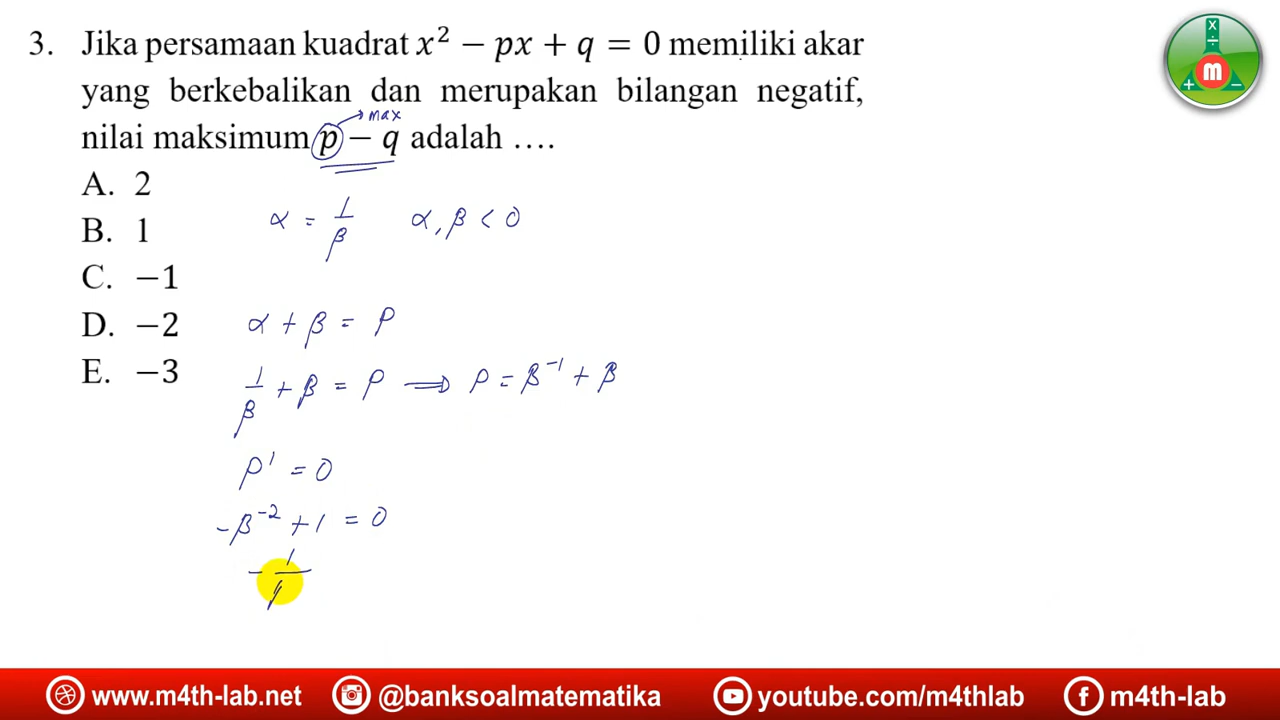 3. Jika persamaan kuadrat x² − px + q = 0 memiliki akar
yang berkebalikan dan merupakan bilangan negatif,
max
nilai maksimum p − q adalah ….
A. 2
B. 1
C. −1
D. −2
E. −3
α = 1/β α, β < 0
α + β = p
1/β + β = p ⟹ p = β⁻¹ + β
p' = 0
-β⁻² + 1 = 0
m
www.m4th-lab.net @banksoalmatematika youtube.com/m4thlab m4th-lab